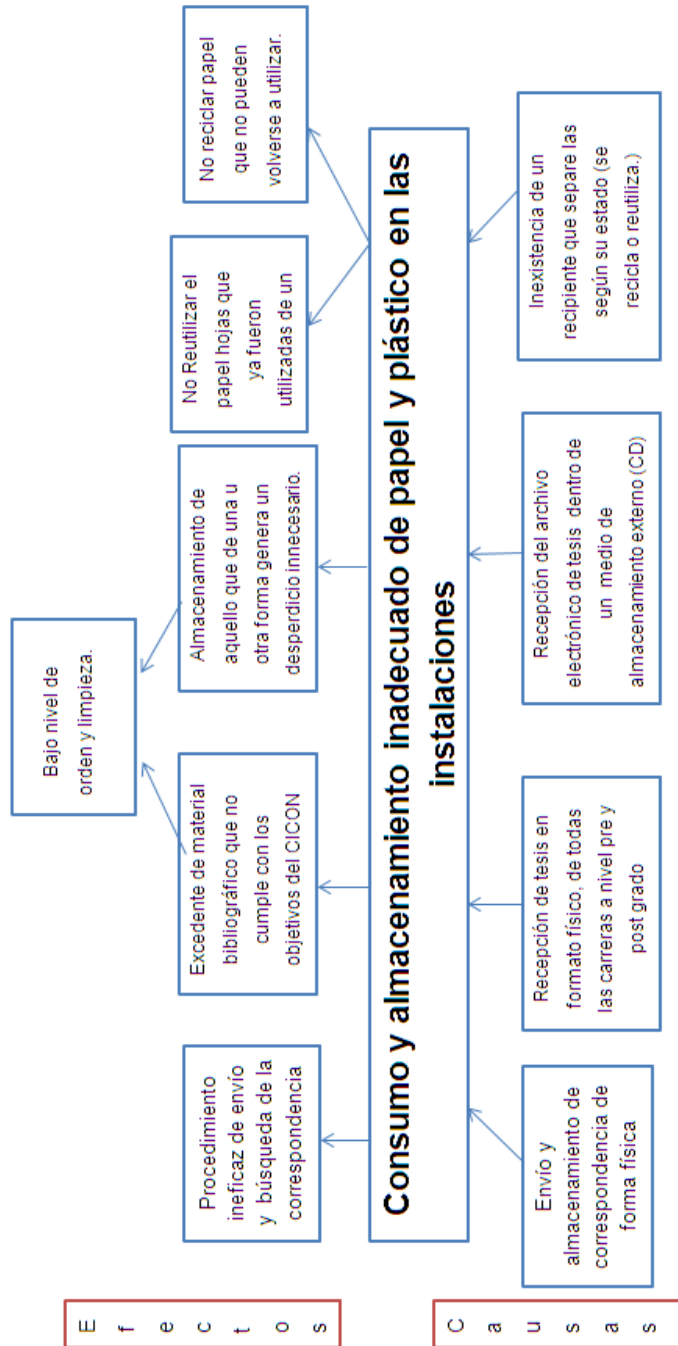 E
f
e
c
t
o
s
Bajo nivel de
orden y limpieza.
Procedimiento
ineficaz de envío
y búsqueda de la
correspondencia
Excedente de material
bibliográfico que no
cumple con los
objetivos del CICON
Almacenamiento de
aquello que de una u
otra forma genera un
desperdicio innecesario.
No Reutilizar el
papel hojas que
ya fueron
utilizadas de un
No reciclar papel
que no pueden
volverse a utilizar.
Consumo y almacenamiento inadecuado de papel y plástico en las
instalaciones
C
a
u
s
a
s
Envío y
almacenamiento de
correspondencia de
forma física
Recepción de tesis en
formato físico, de todas
las carreras a nivel pre y
post grado
Recepción del archivo
electrónico de tesis dentro de
un medio de
almacenamiento externo (CD)
Inexistencia de un
recipiente que separe las
según su estado (se
recicla o reutiliza.)